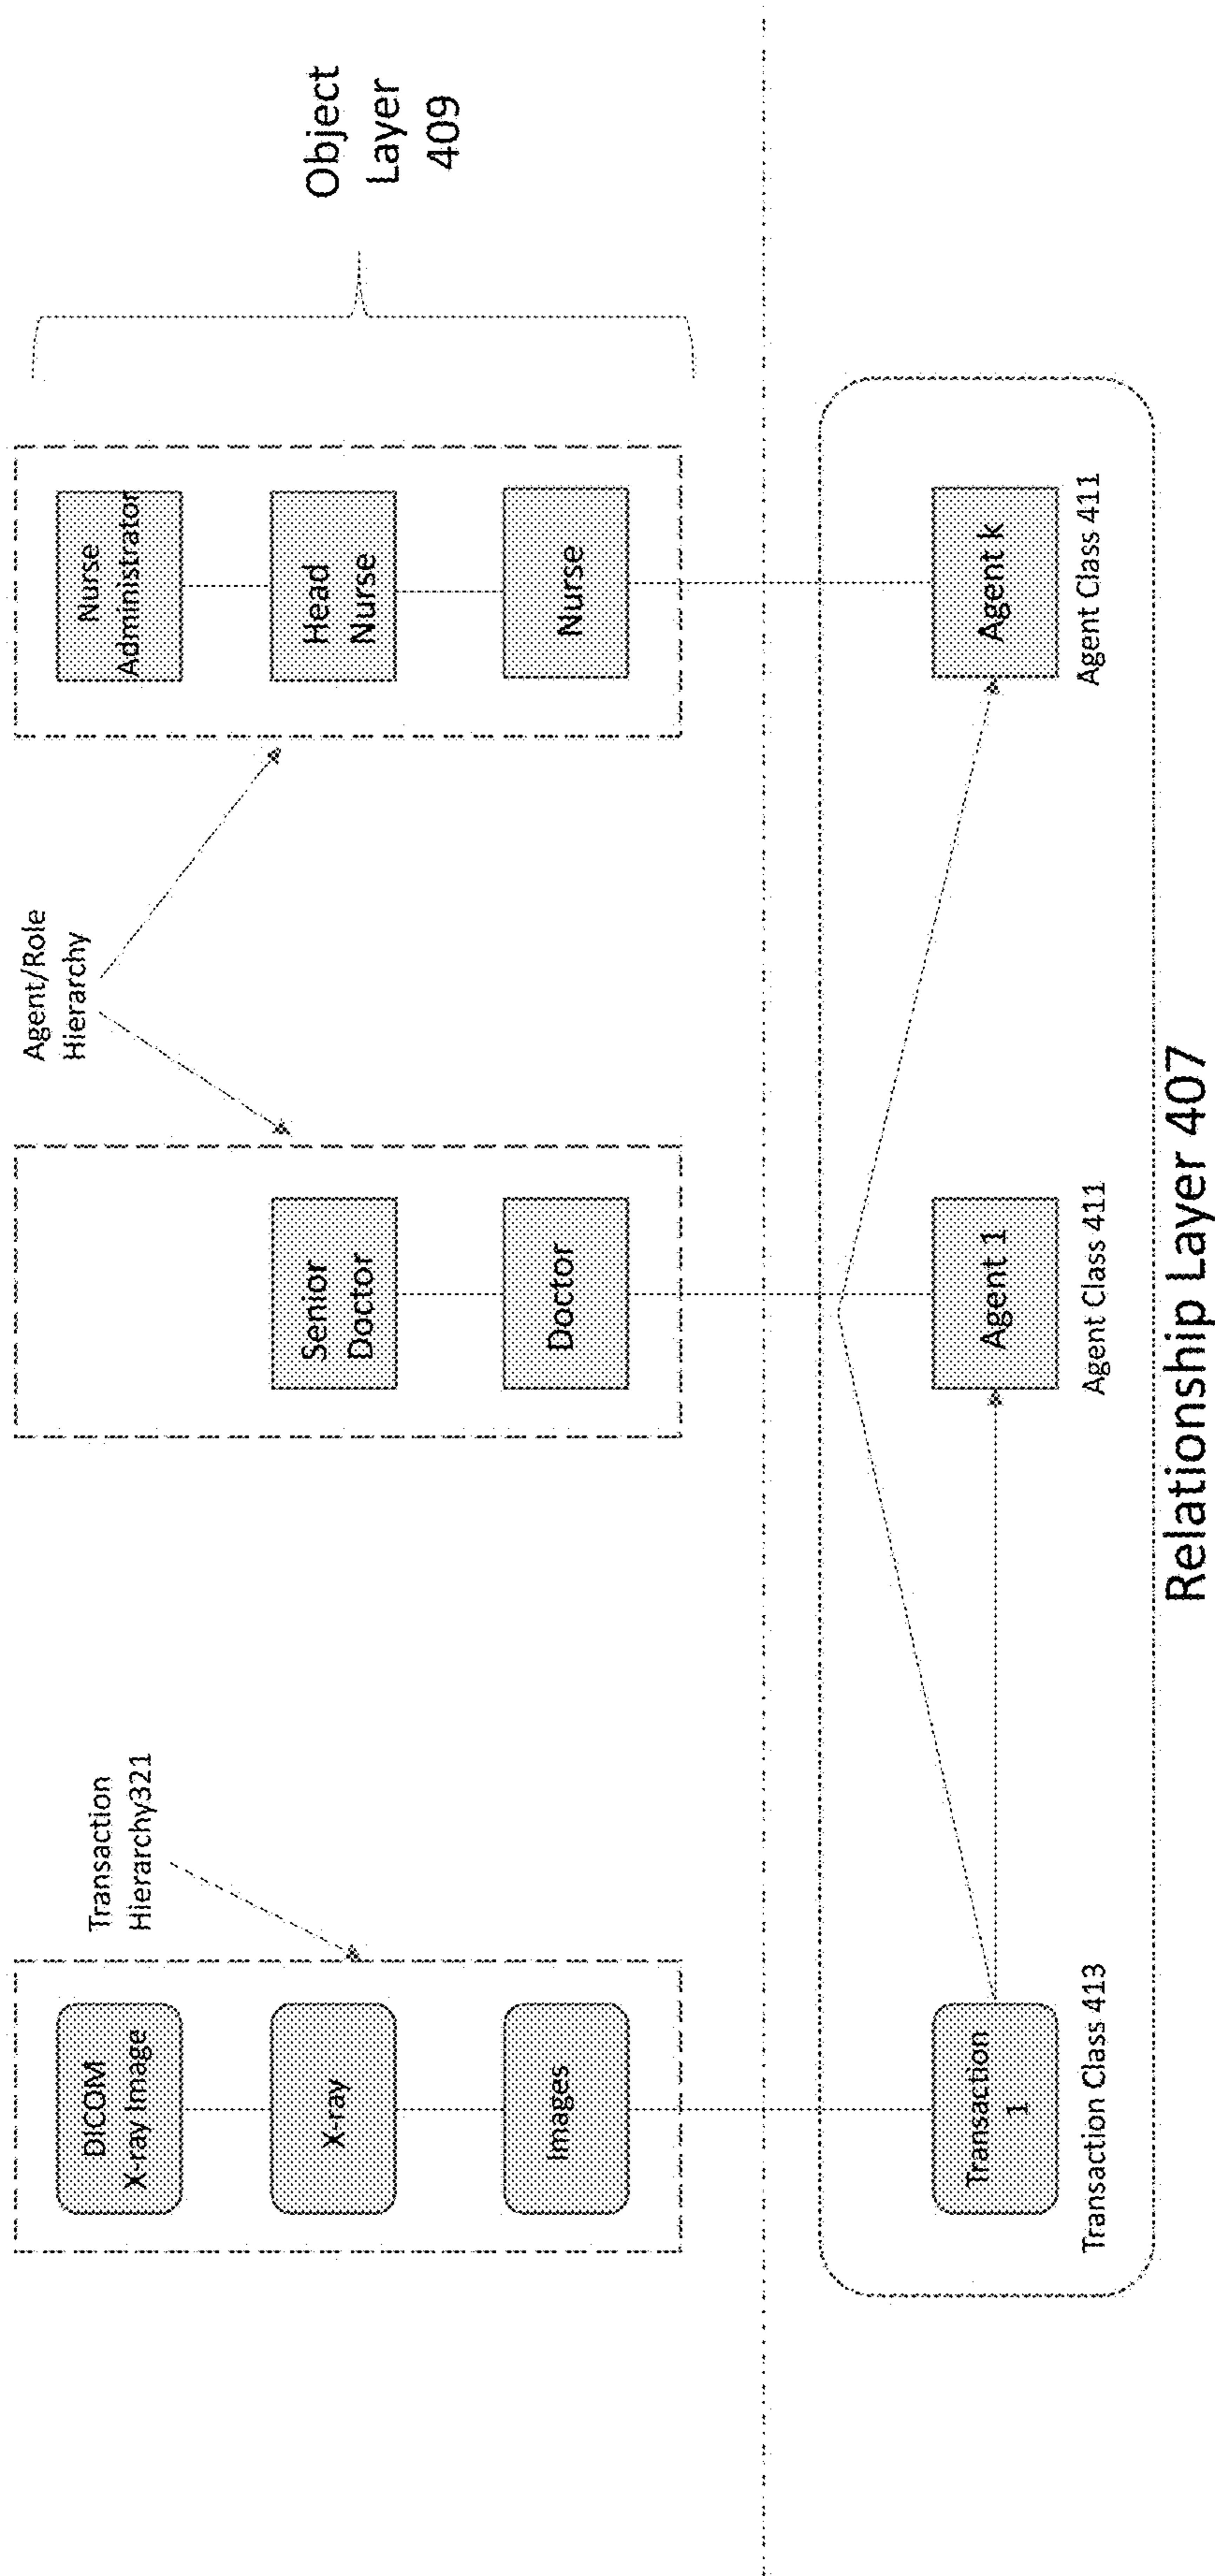 Transaction
Hierarchy321
Agent/Role
Hierarchy
DICOM
X-ray Image
X-ray
Images
Senior
Doctor
Doctor
Nurse
Administrator
Head
Nurse
Nurse
Object
Layer
409
Transaction
1
Transaction Class 413
Agent 1
Agent Class 411
Agent k
Agent Class 411
Relationship Layer 407